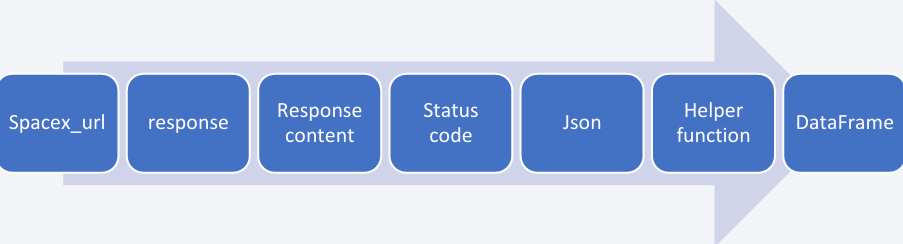 Spacex_url
response
Response
content
Status
code
Json
Helper
function
DataFrame